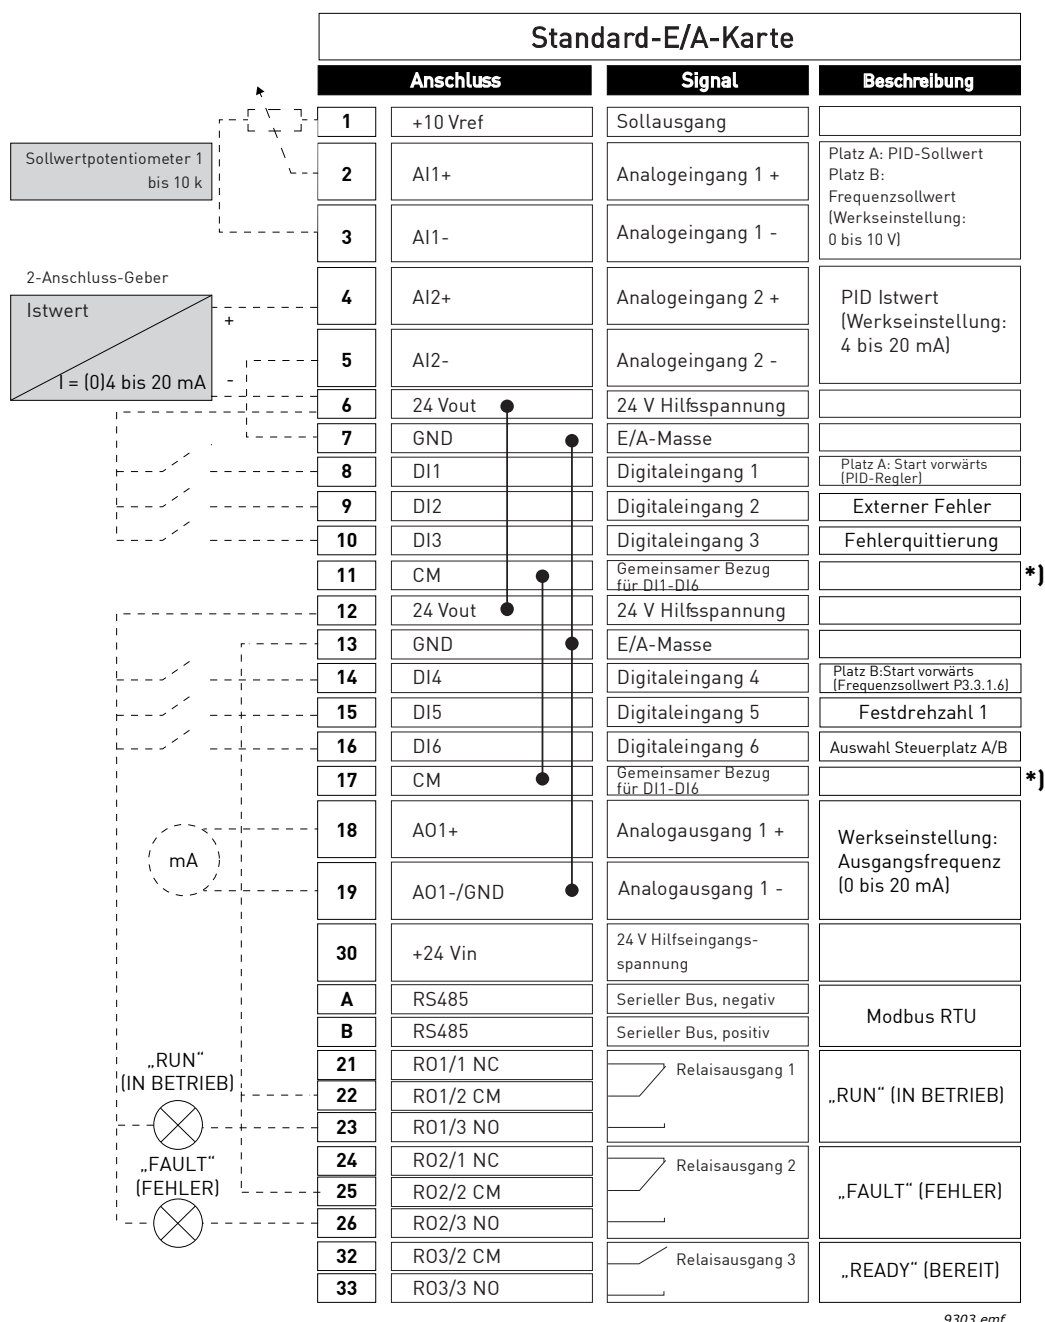 Standard-E/A-Karte
Anschluss Signal Beschreibung
1 +10 Vref Sollausgang
Sollwertpotentiometer 1
bis 10 k
2 AI1+ Analogeingang 1 +
3 AI1- Analogeingang 1 -
Platz A: PID-Sollwert
Platz B:
Frequenzsollwert
(Werkseinstellung:
0 bis 10 V)
2-Anschluss-Geber
Istwert
+
-
I = (0)4 bis 20 mA
4 AI2+ Analogeingang 2 +
5 AI2- Analogeingang 2 -
PID Istwert
(Werkseinstellung:
4 bis 20 mA)
6 24 Vout 24 V Hilfsspannung
7 GND E/A-Masse
8 DI1 Digitaleingang 1
Platz A: Start vorwärts
(PID-Regler)
9 DI2 Digitaleingang 2 Externer Fehler
10 DI3 Digitaleingang 3 Fehlerquittierung
11 CM Gemeinsamer Bezug
für DI1-DI6
*)
12 24 Vout 24 V Hilfsspannung
13 GND E/A-Masse
14 DI4 Digitaleingang 4
Platz B:Start vorwärts
(Frequenzsollwert P3.3.1.6)
15 DI5 Digitaleingang 5 Festdrehzahl 1
16 DI6 Digitaleingang 6 Auswahl Steuerplatz A/B
17 CM Gemeinsamer Bezug
für DI1-DI6
*)
mA
18 AO1+ Analogausgang 1 +
19 AO1-/GND Analogausgang 1 -
Werkseinstellung:
Ausgangsfrequenz
(0 bis 20 mA)
30 +24 Vin 24 V Hilfseingangs-
spannung
A RS485 Serieller Bus, negativ
B RS485 Serieller Bus, positiv
Modbus RTU
„RUN“
(IN BETRIEB)
21 RO1/1 NC Relaisausgang 1
22 RO1/2 CM „RUN“ (IN BETRIEB)
23 RO1/3 NO
„FAULT“
(FEHLER)
24 RO2/1 NC Relaisausgang 2
25 RO2/2 CM „FAULT“ (FEHLER)
26 RO2/3 NO
32 RO3/2 CM Relaisausgang 3
„READY“ (BEREIT)
33 RO3/3 NO
9303.emf